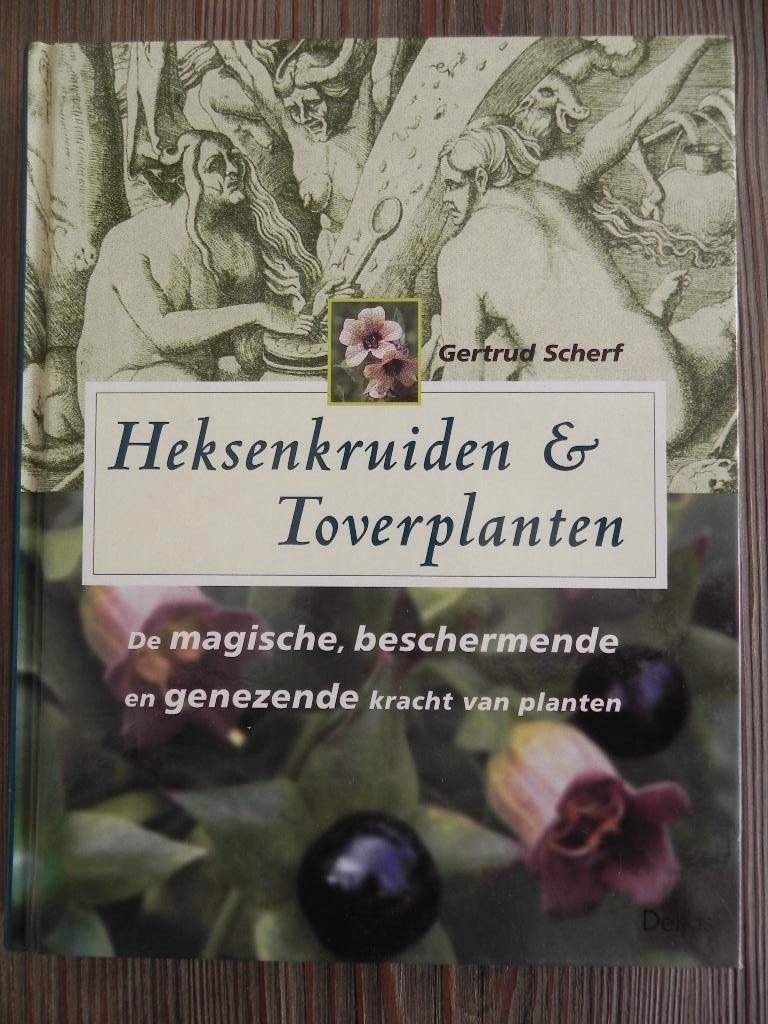 Gertrud Scherf
Heksenkruiden &
Toverplanten
De magische, beschermende
en genezende kracht van planten
Deltas